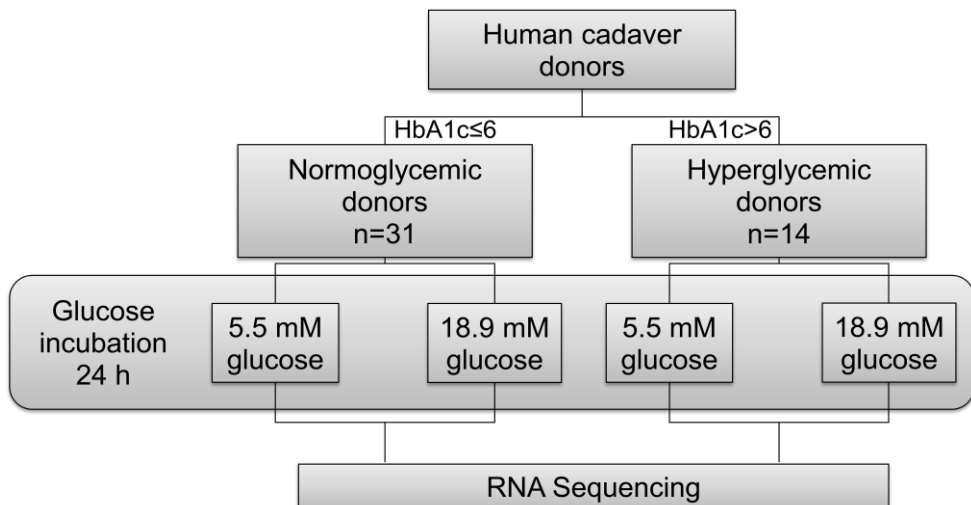 Human cadaver
donors
HbA1c≤6
HbA1c>6
Normoglycemic
donors
n=31
Hyperglycemic
donors
n=14
Glucose
incubation
24 h
5.5 mM
glucose
18.9 mM
glucose
5.5 mM
glucose
18.9 mM
glucose
RNA Sequencing